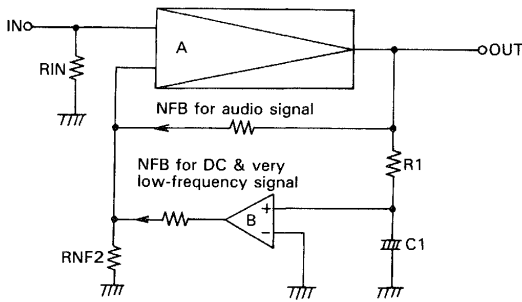 IN
RIN
A
OUT
NFB for audio signal
NFB for DC & very
low-frequency signal
R1
B
+
−
RNF2
C1